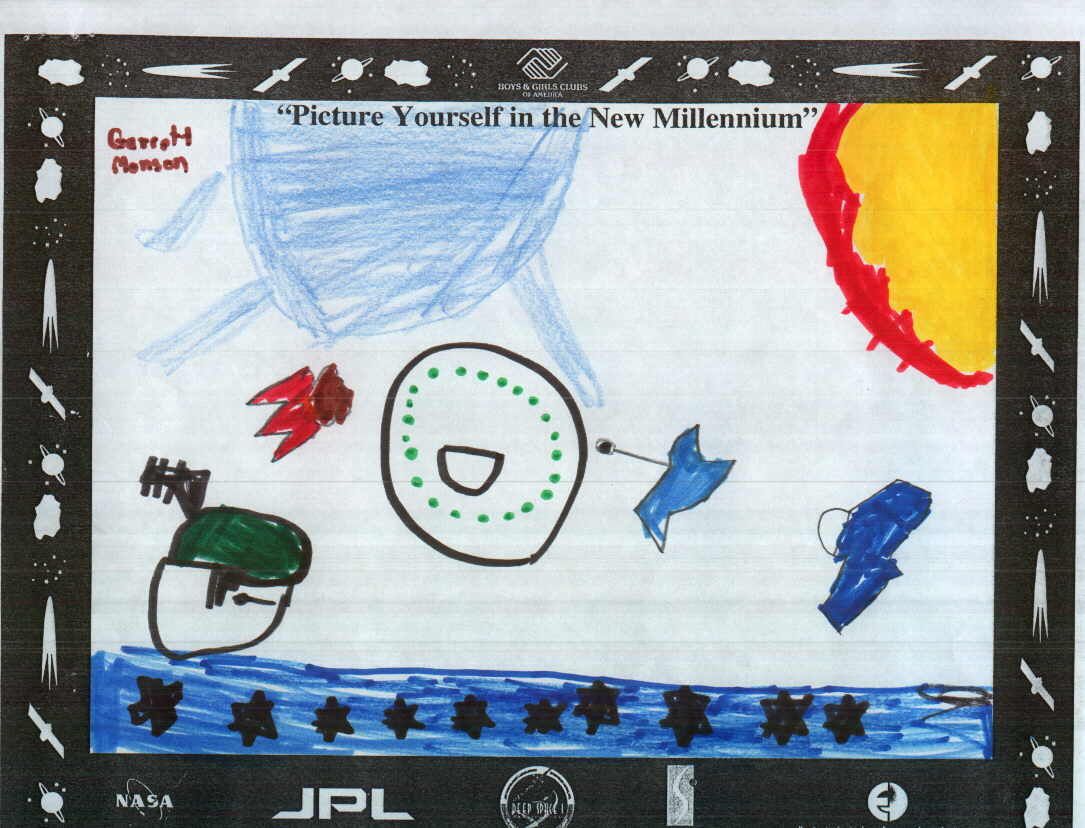 BOYS & GIRLS CLUBS
OF AMERICA
“Picture Yourself in the New Millennium”
Garrett
Monson
NASA
JPL
DEEP SPACE 1